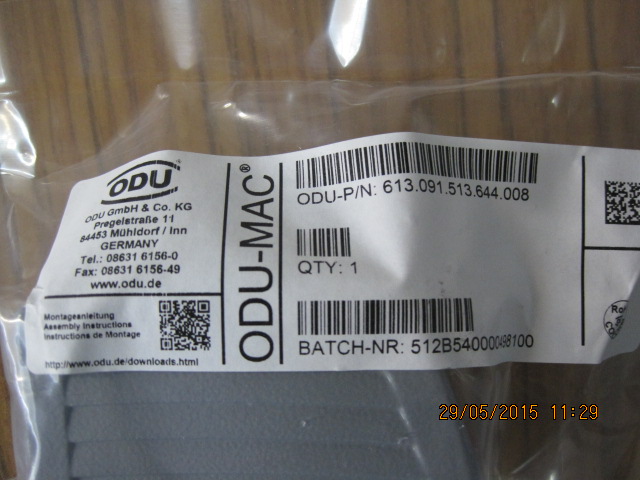 ODU
ODU GmbH & Co. KG
Pregelstraße 11
84453 Mühldorf / Inn
GERMANY
Tel.: 08631 6156-0
Fax: 08631 6156-49
www.odu.de
Montageanleitung
Assembly Instructions
Instructions de Montage
www.odu.de/downloads.html
ODU-MAC®
ODU-P/N: 613.091.513.644.008
QTY: 1
BATCH-NR: 512B540000498100
29/05/2015 11:29